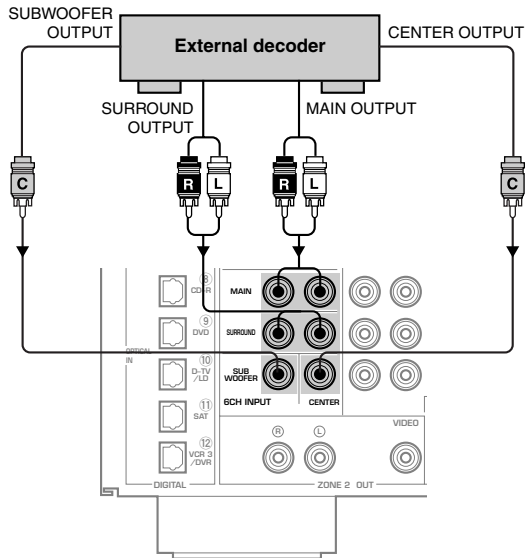 SUBWOOFER
OUTPUT
External decoder
CENTER OUTPUT
SURROUND
OUTPUT
MAIN OUTPUT
C
R
L
R
L
C
⑧
CD-R
MAIN
⑨
DVD
SURROUND
OPTICAL
IN
⑩
D-TV
/LD
SUB
WOOFER
6CH INPUT
CENTER
⑪
SAT
⑫
VCR 3
/DVR
Ⓡ
Ⓛ
VIDEO
DIGITAL
ZONE 2 OUT